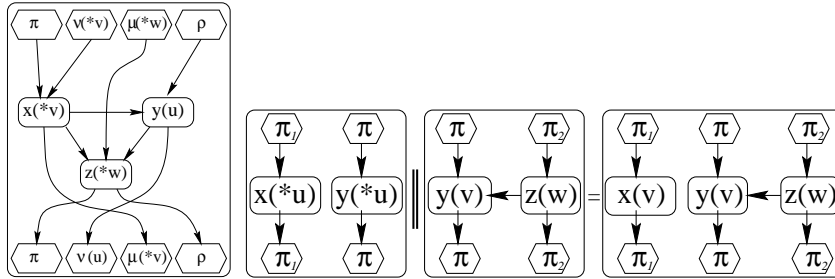 π ν(*v) μ(*w) ρ
x(*v) y(u)
z(*w)
π ν(u) μ(*v) ρ
π₁ π
x(*u) y(*u)
π₁ π
||
π π₂
y(v) z(w)
π π₂
=
π₁ π π₂
x(v) y(v) z(w)
π₁ π π₂